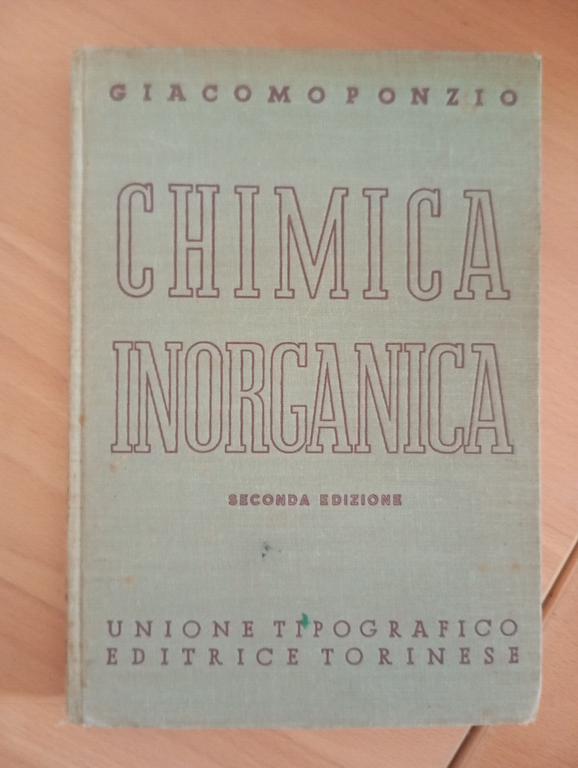 GIACOMO PONZIO
CHIMICA
INORGANICA
SECONDA EDIZIONE
UNIONE TIPOGRAFICO
EDITRICE TORINESE